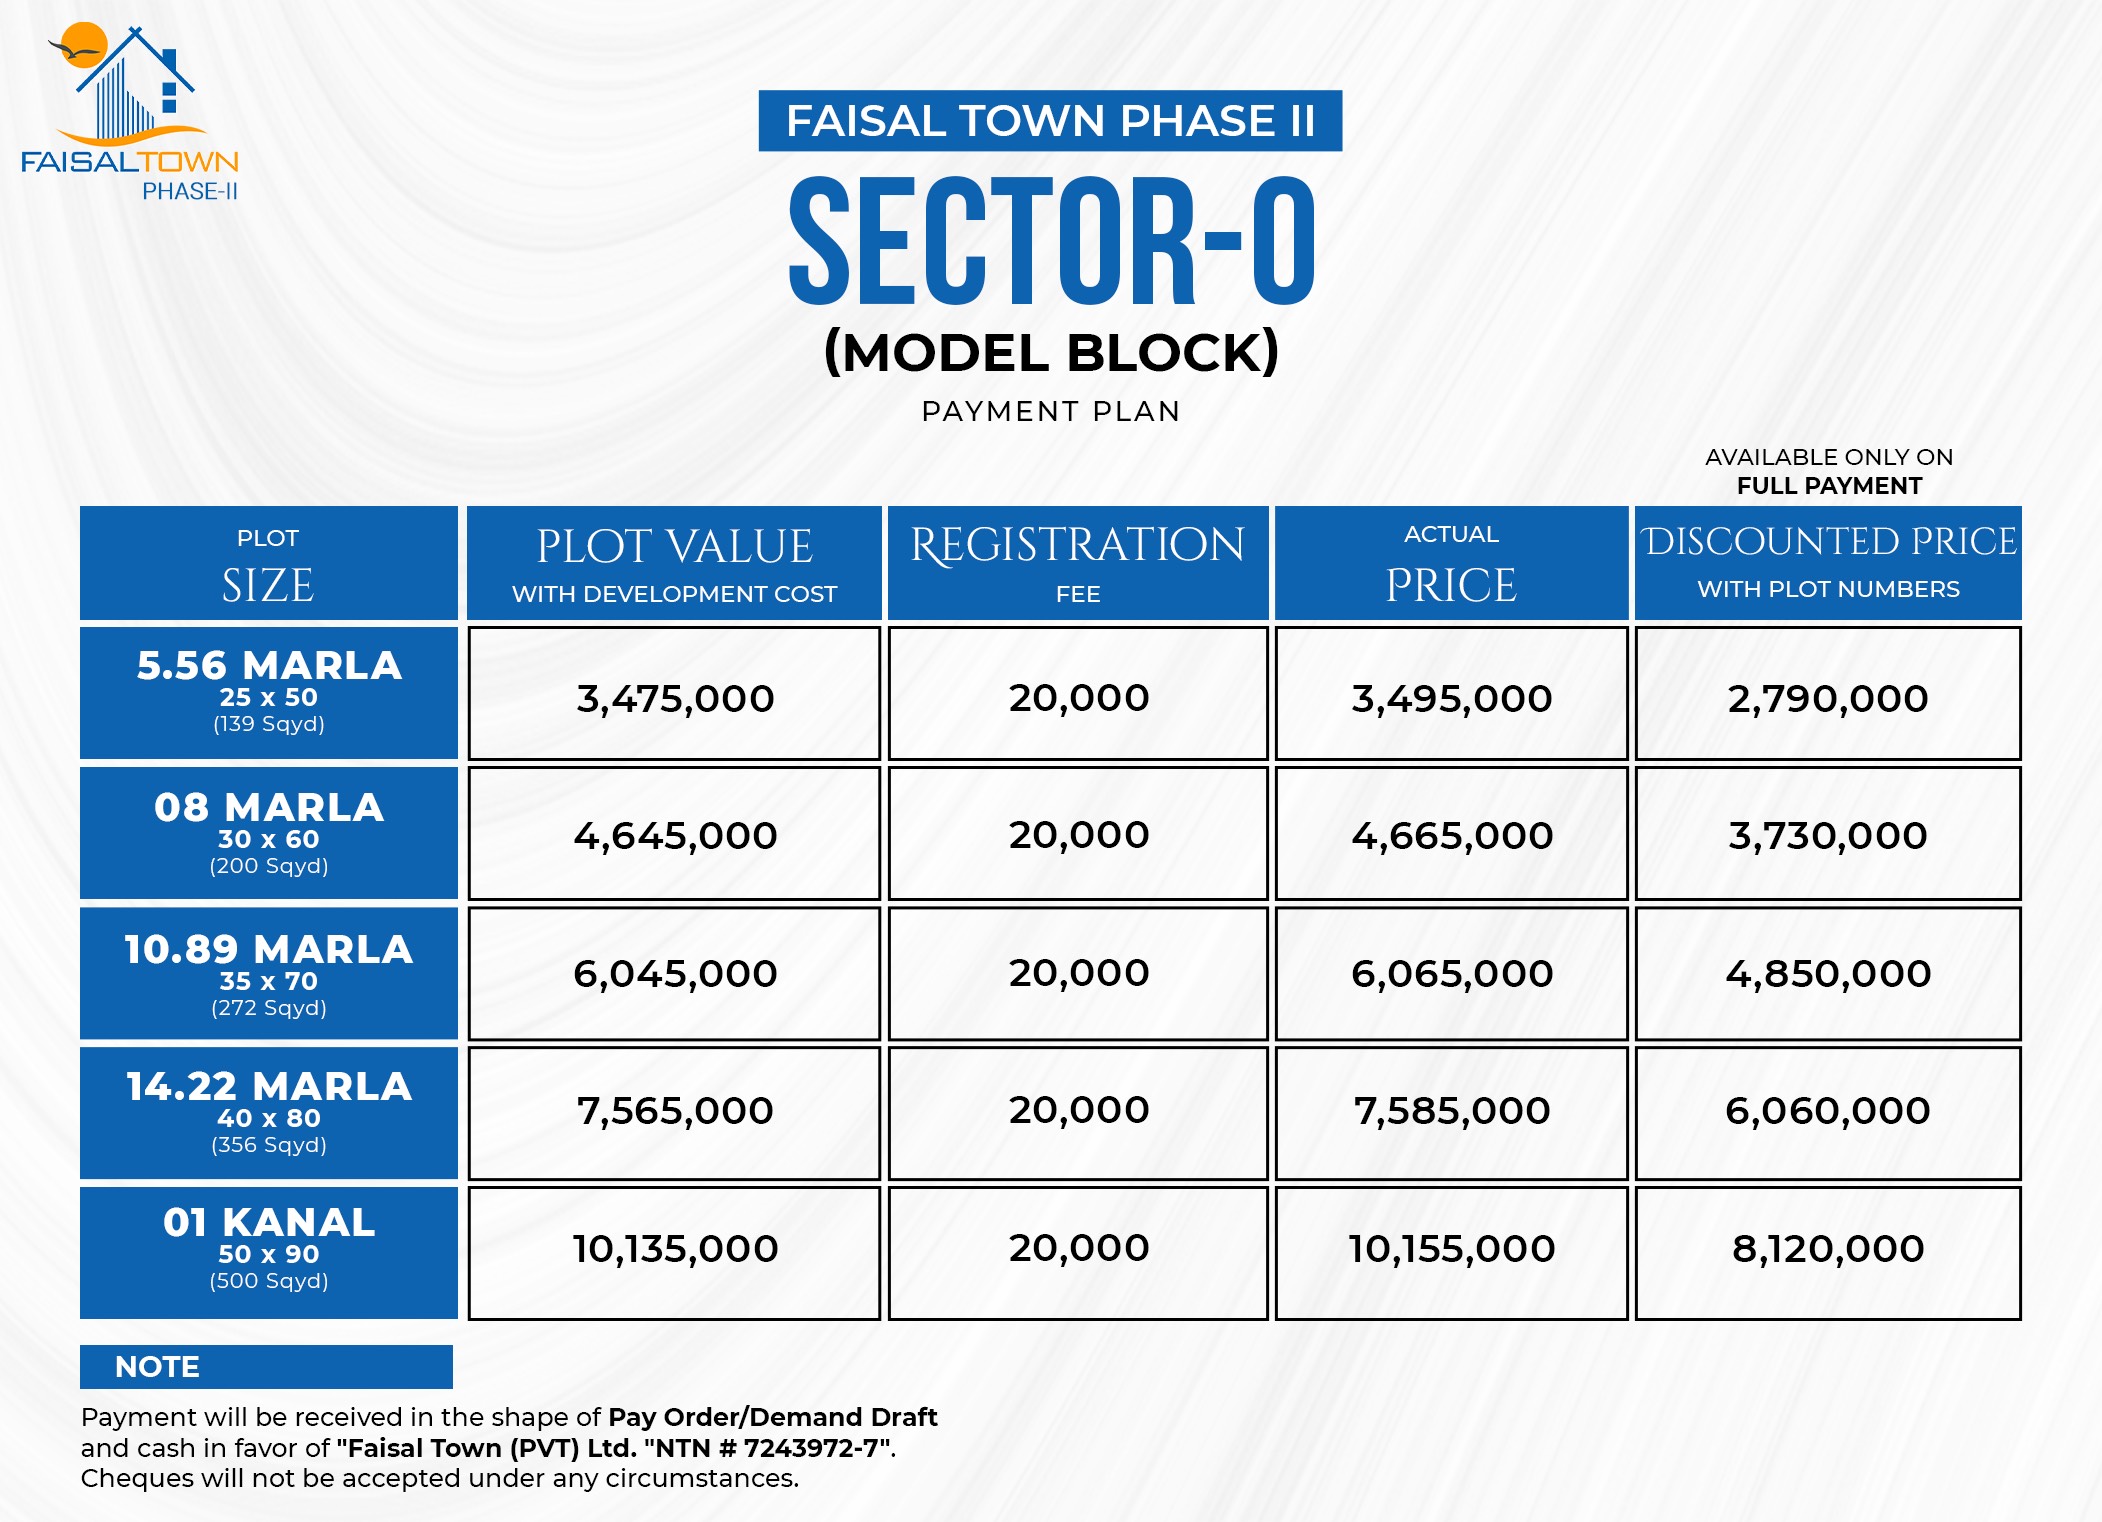 FAISALTOWN
PHASE-II
FAISAL TOWN PHASE II
SECTOR-O
(MODEL BLOCK)
PAYMENT PLAN
AVAILABLE ONLY ON
FULL PAYMENT
PLOT
SIZE
PLOT VALUE
WITH DEVELOPMENT COST
REGISTRATION
FEE
ACTUAL
PRICE
DISCOUNTED PRICE
WITH PLOT NUMBERS
5.56 MARLA
25 x 50
(139 Sqyd)
3,475,000
20,000
3,495,000
2,790,000
08 MARLA
30 x 60
(200 Sqyd)
4,645,000
20,000
4,665,000
3,730,000
10.89 MARLA
35 x 70
(272 Sqyd)
6,045,000
20,000
6,065,000
4,850,000
14.22 MARLA
40 x 80
(356 Sqyd)
7,565,000
20,000
7,585,000
6,060,000
01 KANAL
50 x 90
(500 Sqyd)
10,135,000
20,000
10,155,000
8,120,000
NOTE
Payment will be received in the shape of Pay Order/Demand Draft
and cash in favor of "Faisal Town (PVT) Ltd. "NTN # 7243972-7".
Cheques will not be accepted under any circumstances.